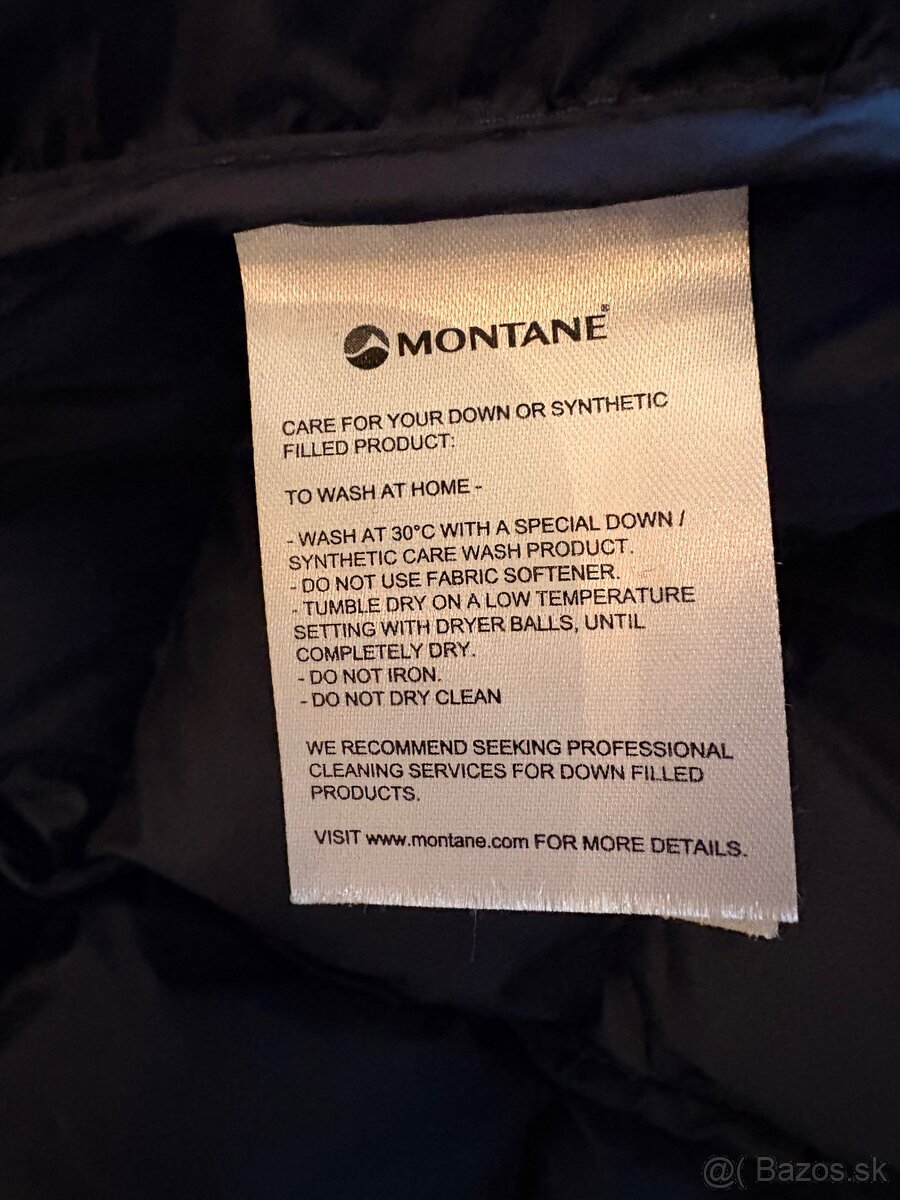 MONTANE®
CARE FOR YOUR DOWN OR SYNTHETIC
FILLED PRODUCT:
TO WASH AT HOME -
- WASH AT 30°C WITH A SPECIAL DOWN /
SYNTHETIC CARE WASH PRODUCT.
- DO NOT USE FABRIC SOFTENER.
- TUMBLE DRY ON A LOW TEMPERATURE
SETTING WITH DRYER BALLS, UNTIL
COMPLETELY DRY.
- DO NOT IRON.
- DO NOT DRY CLEAN
WE RECOMMEND SEEKING PROFESSIONAL
CLEANING SERVICES FOR DOWN FILLED
PRODUCTS.
VISIT www.montane.com FOR MORE DETAILS.
@( Bazos.sk